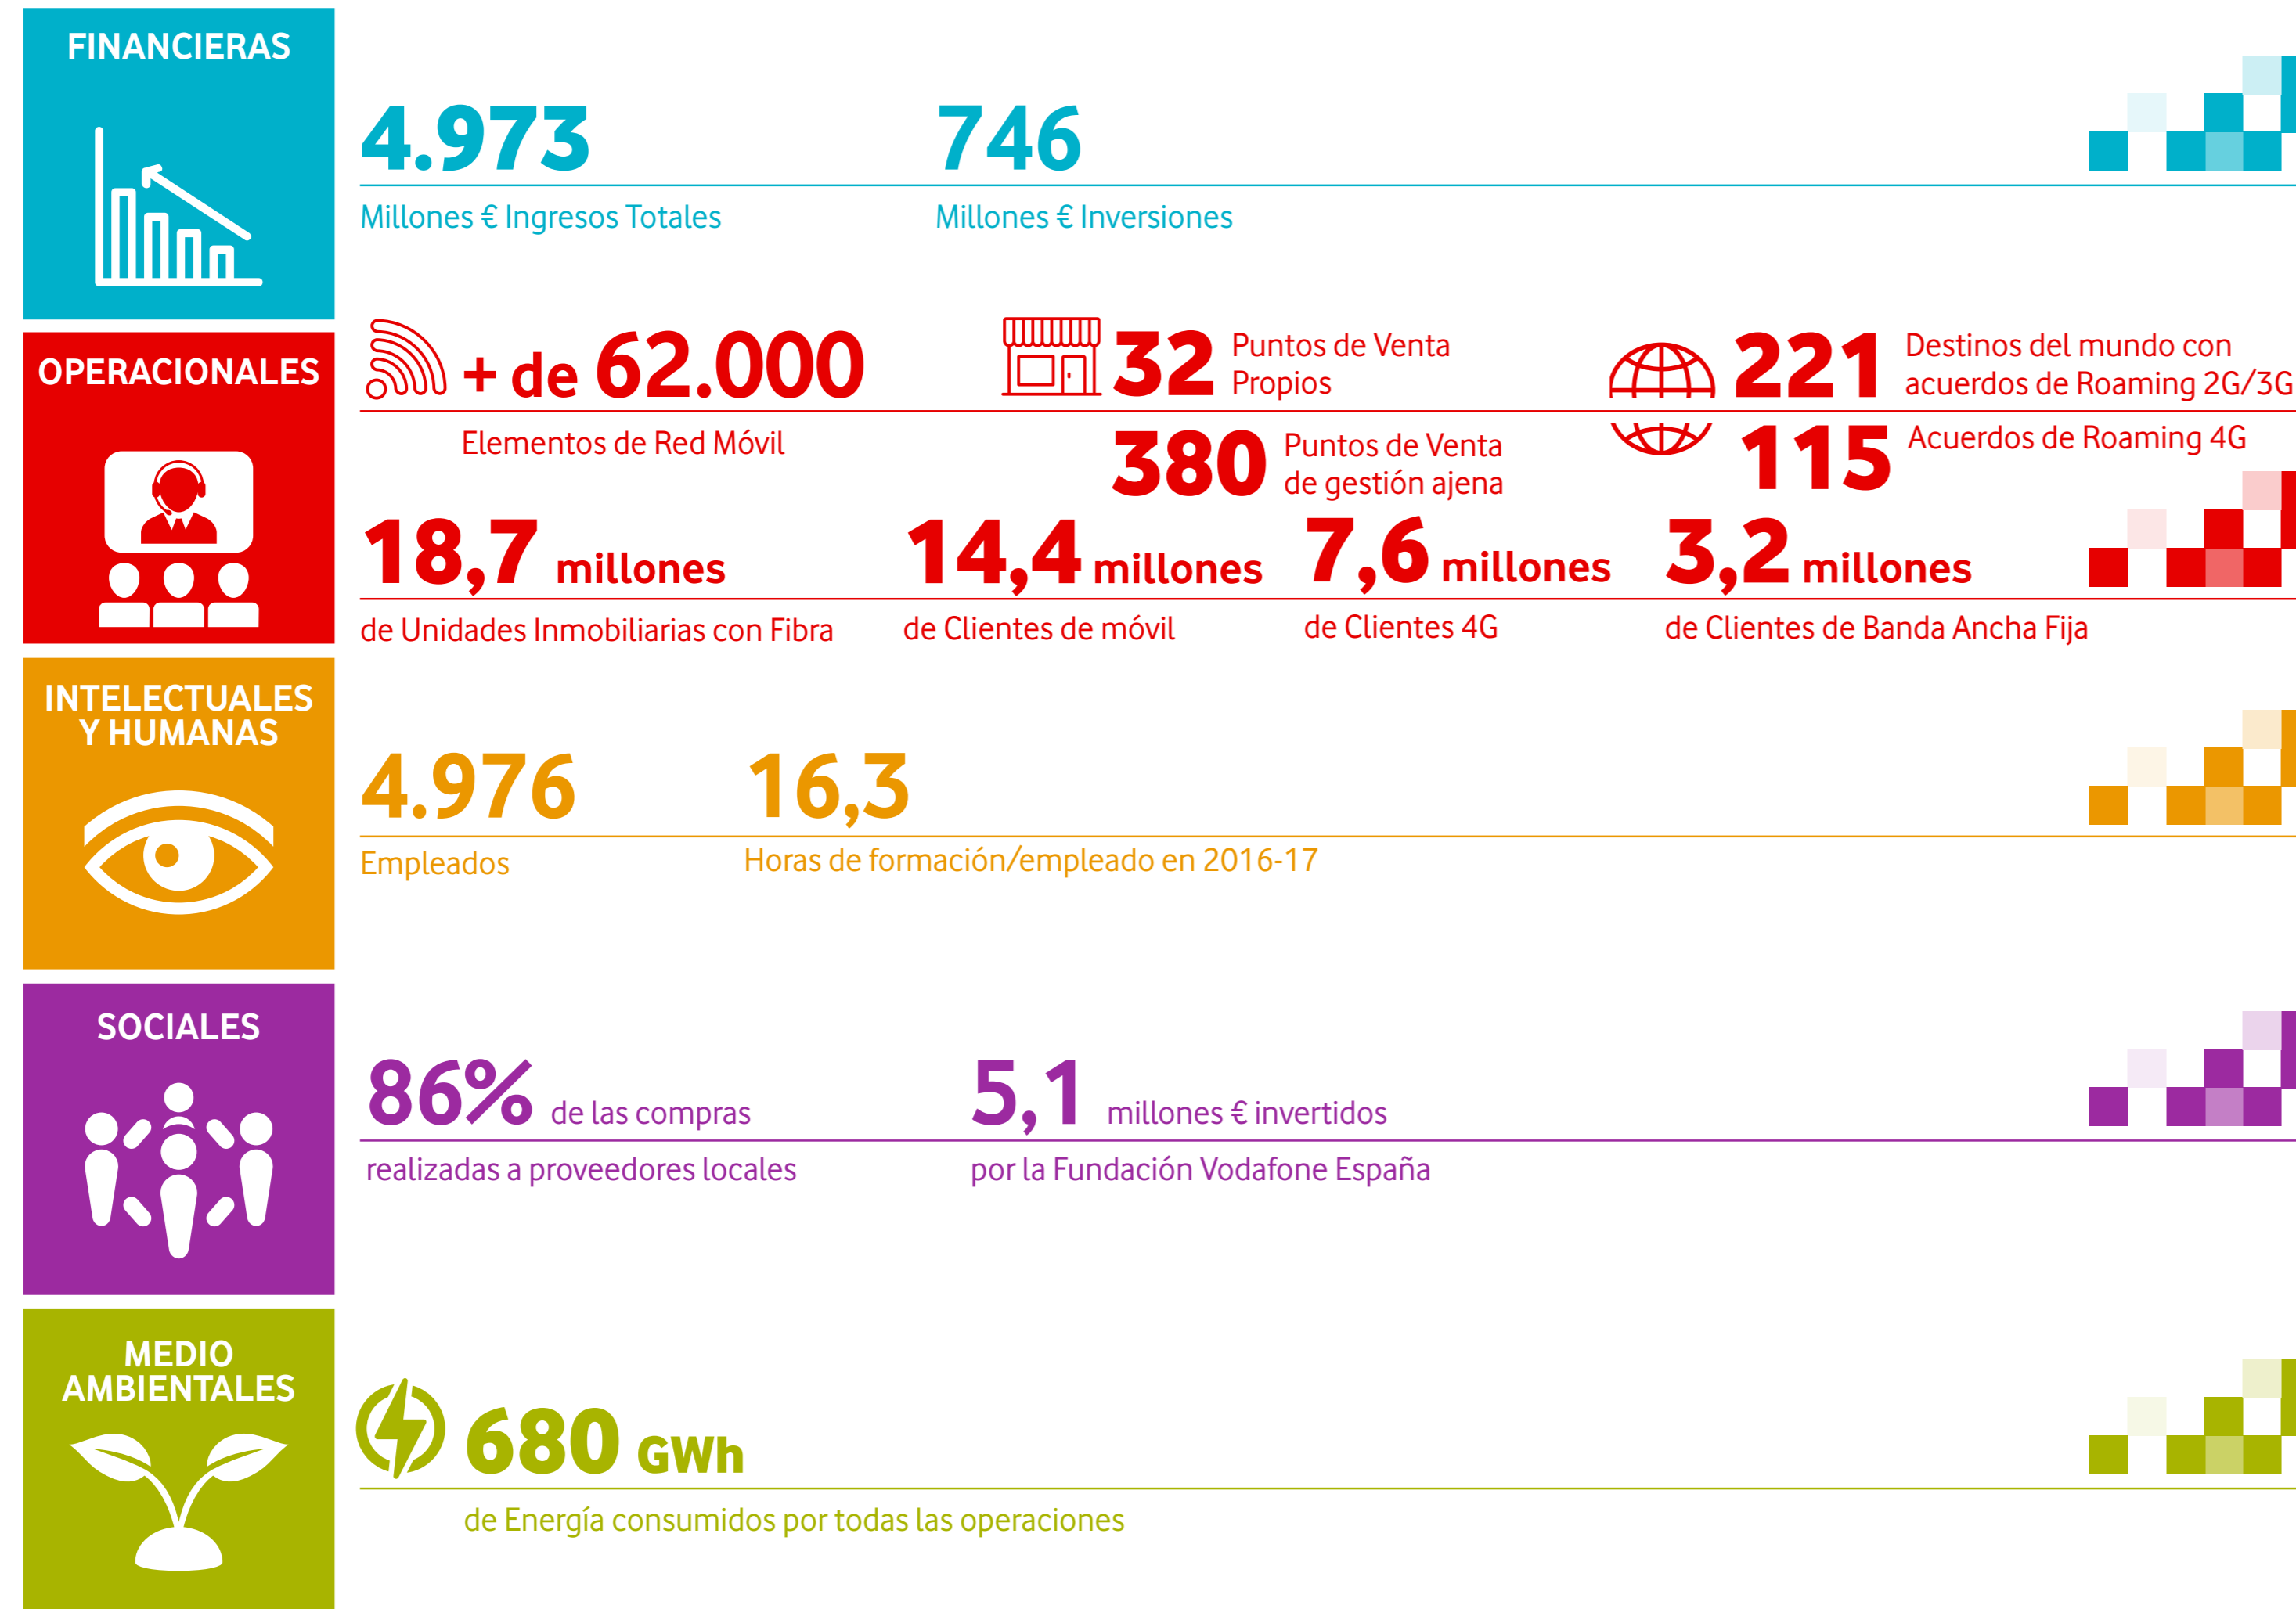 FINANCIERAS
4.973
Millones € Ingresos Totales
746
Millones € Inversiones
OPERACIONALES
+ de 62.000
Elementos de Red Móvil
32 Puntos de Venta
Propios
380 Puntos de Venta
de gestión ajena
221 Destinos del mundo con
acuerdos de Roaming 2G/3G
115 Acuerdos de Roaming 4G
18,7 millones
de Unidades Inmobiliarias con Fibra
14,4 millones
de Clientes de móvil
7,6 millones
de Clientes 4G
3,2 millones
de Clientes de Banda Ancha Fija
INTELECTUALES
Y HUMANAS
4.976
Empleados
16,3
Horas de formación/empleado en 2016-17
SOCIALES
86% de las compras
realizadas a proveedores locales
5,1 millones € invertidos
por la Fundación Vodafone España
MEDIO
AMBIENTALES
680 GWh
de Energía consumidos por todas las operaciones